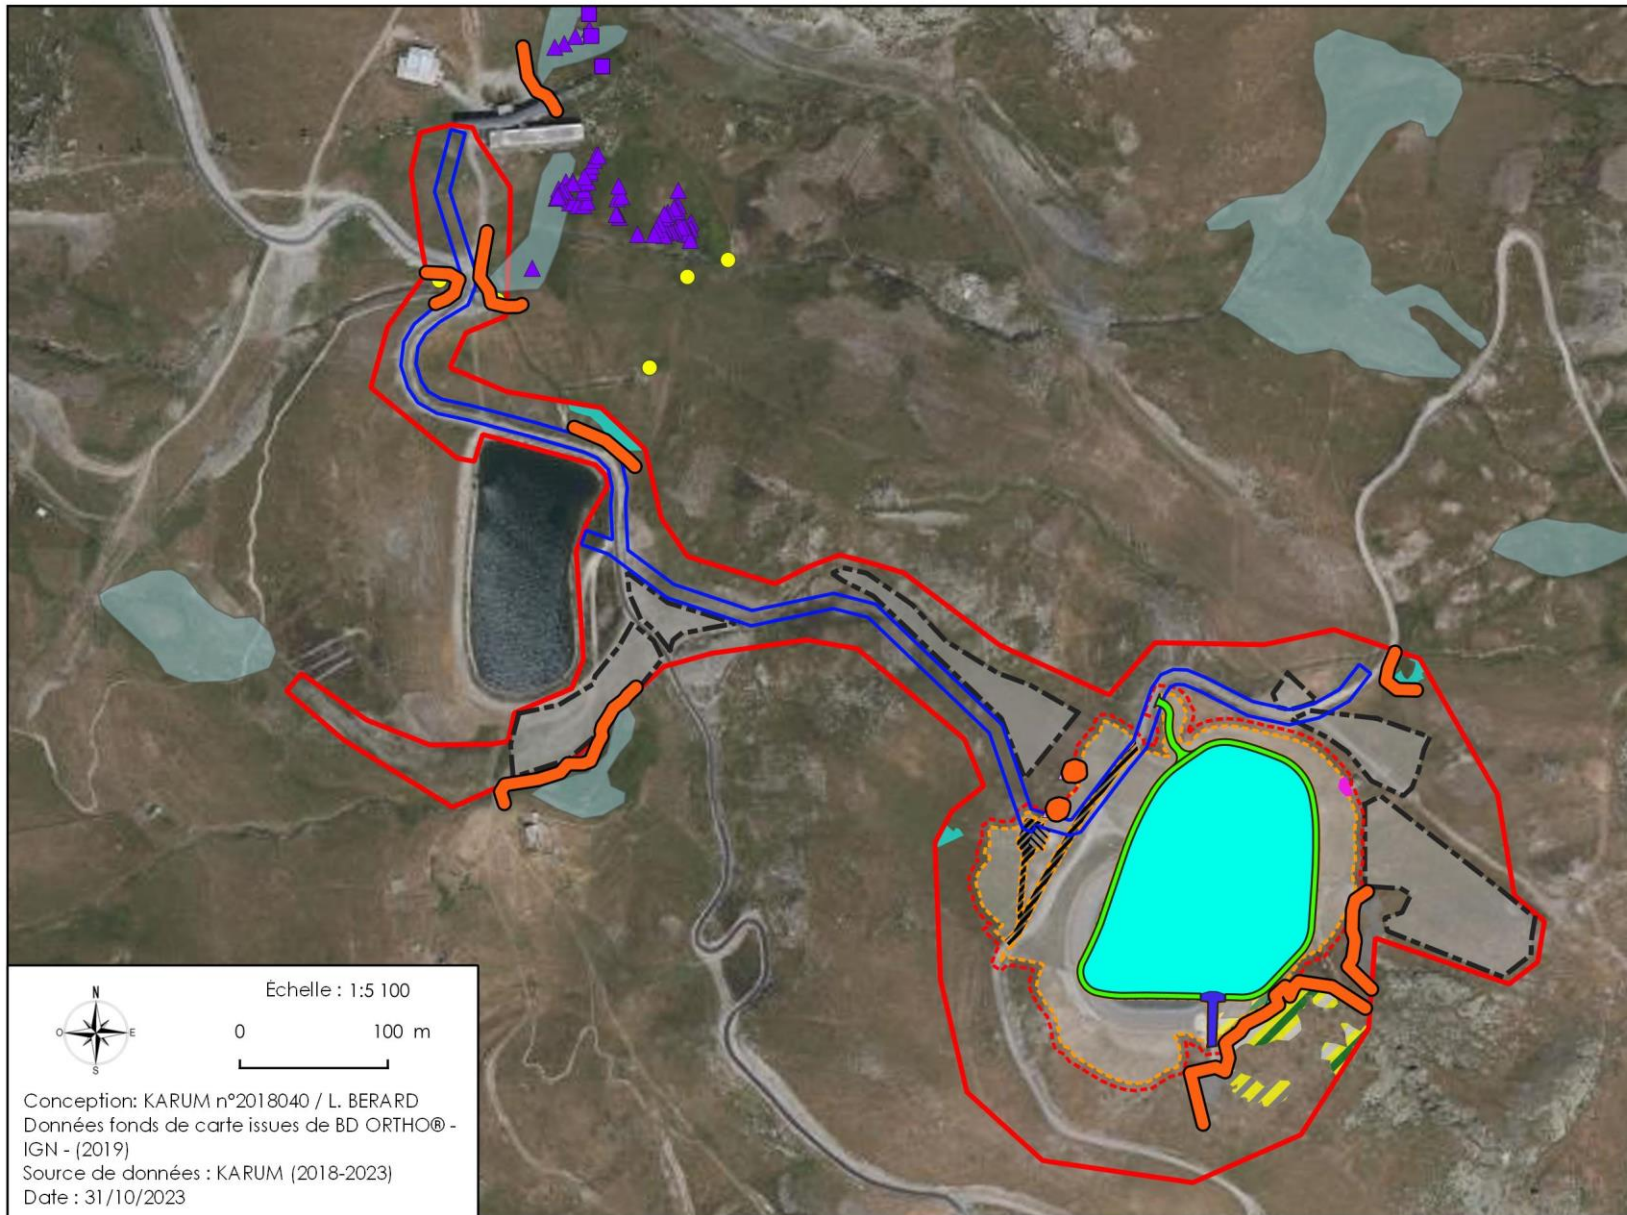 Échelle : 1:5 100
N
O
E
S
0 100 m
Conception: KARUM n°2018040 / L. BERARD
Données fonds de carte issues de BD ORTHO® -
IGN - (2019)
Source de données : KARUM (2018-2023)
Date : 31/10/2023